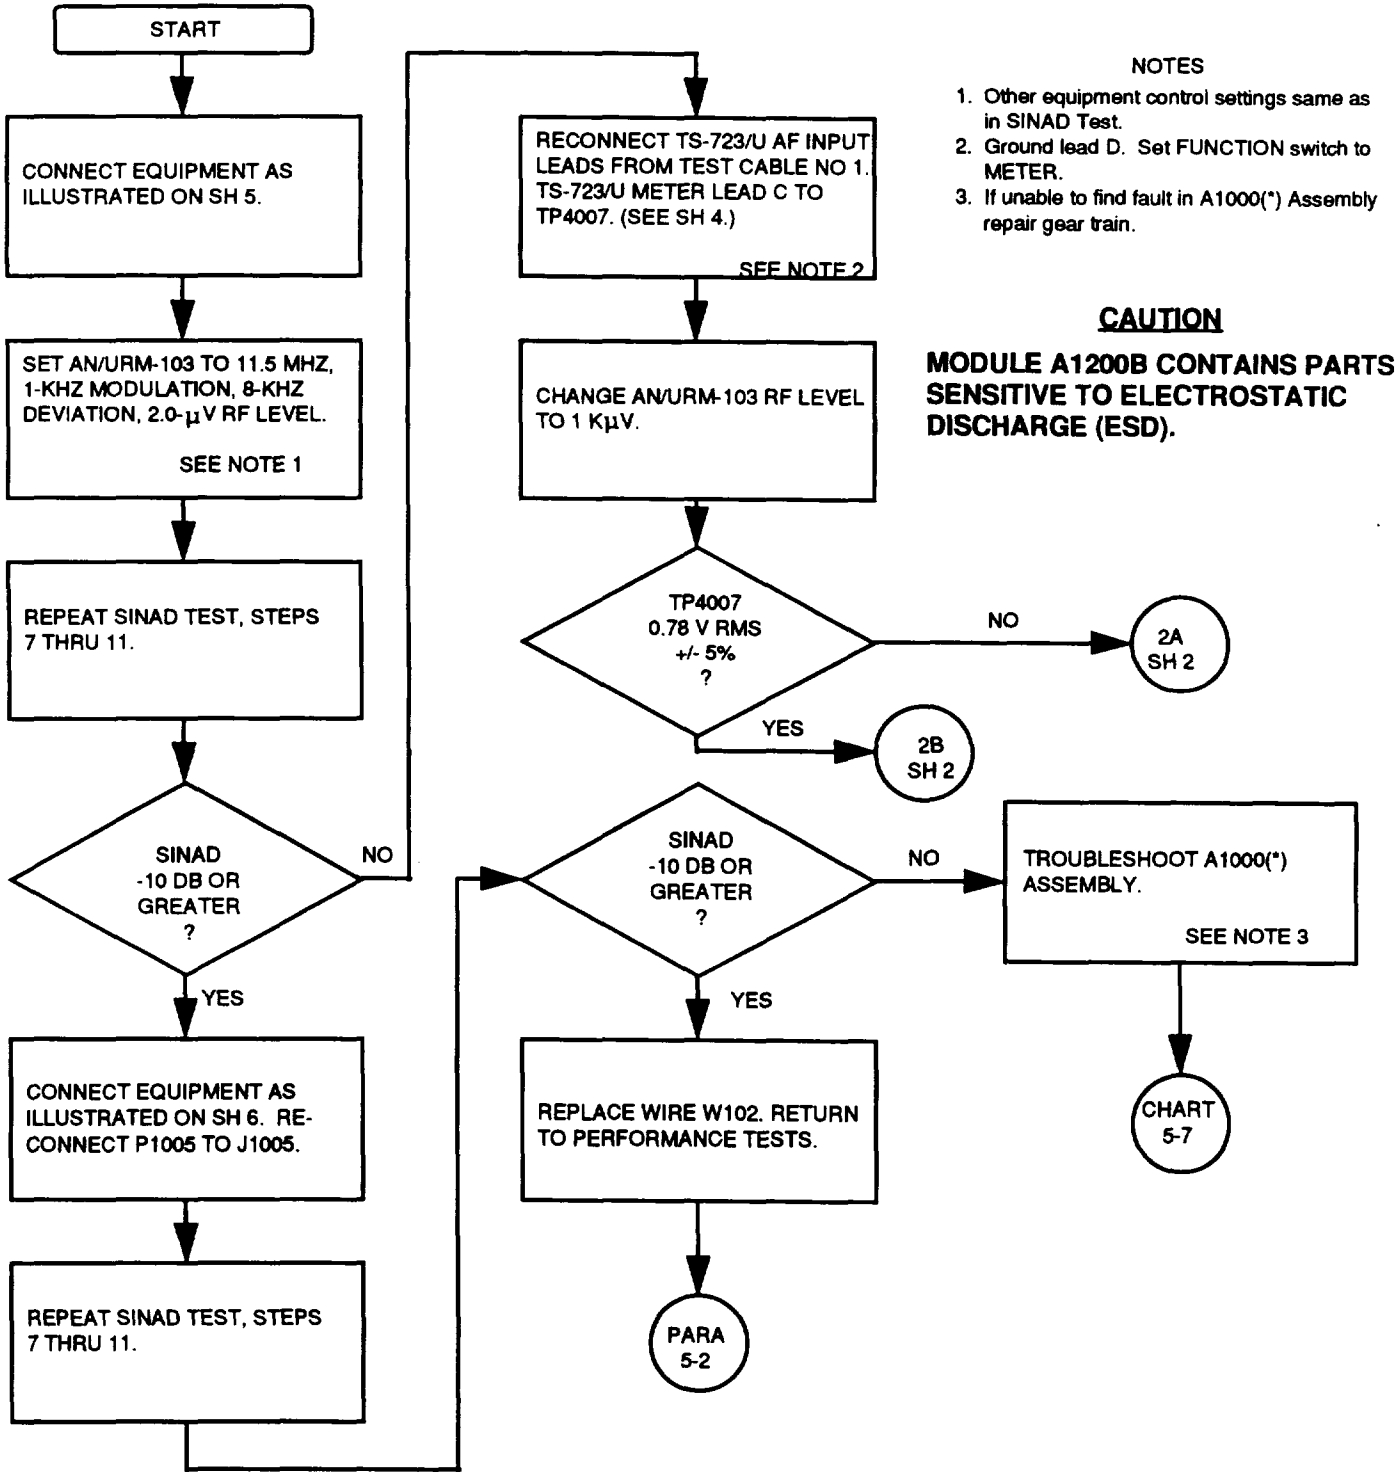 START
CONNECT EQUIPMENT AS
ILLUSTRATED ON SH 5.
SET AN/URM-103 TO 11.5 MHZ,
1-KHZ MODULATION, 8-KHZ
DEVIATION, 2.0-µV RF LEVEL.
SEE NOTE 1
REPEAT SINAD TEST, STEPS
7 THRU 11.
SINAD
-10 DB OR
GREATER
?
NO
YES
CONNECT EQUIPMENT AS
ILLUSTRATED ON SH 6. RE-
CONNECT P1005 TO J1005.
REPEAT SINAD TEST, STEPS
7 THRU 11.
RECONNECT TS-723/U AF INPUT
LEADS FROM TEST CABLE NO 1.
TS-723/U METER LEAD C TO
TP4007. (SEE SH 4.)
SEE NOTE 2
CHANGE AN/URM-103 RF LEVEL
TO 1 KµV.
TP4007
0.78 V RMS
+/- 5%
?
NO
2A
SH 2
YES
2B
SH 2
SINAD
-10 DB OR
GREATER
?
NO
YES
REPLACE WIRE W102. RETURN
TO PERFORMANCE TESTS.
PARA
5-2
TROUBLESHOOT A1000(*)
ASSEMBLY.
SEE NOTE 3
CHART
5-7
NOTES
1. Other equipment control settings same as
in SINAD Test.
2. Ground lead D. Set FUNCTION switch to
METER.
3. If unable to find fault in A1000(*) Assembly
repair gear train.
CAUTION
MODULE A1200B CONTAINS PARTS
SENSITIVE TO ELECTROSTATIC
DISCHARGE (ESD).